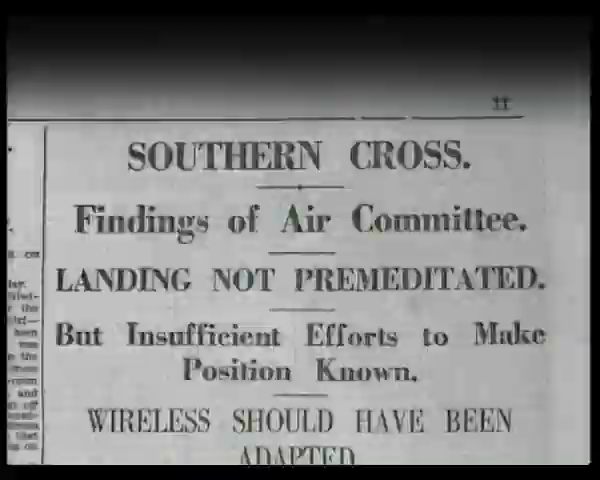 11
SOUTHERN CROSS.
Findings of Air Committee.
LANDING NOT PREMEDITATED.
But Insufficient Efforts to Make
Position Known.
WIRELESS SHOULD HAVE BEEN
ADAPTED